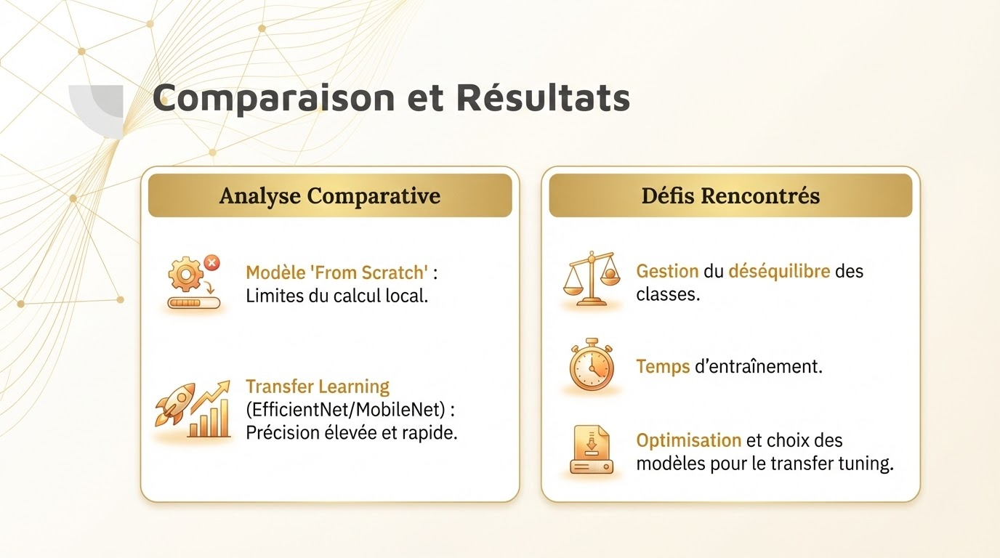 Comparaison et Résultats
Analyse Comparative
Modèle 'From Scratch' :
Limites du calcul local.
Transfer Learning
(EfficientNet/MobileNet) :
Précision élevée et rapide.
Défis Rencontrés
Gestion du déséquilibre des
classes.
Temps d’entraînement.
Optimisation et choix des
modèles pour le transfer tuning.